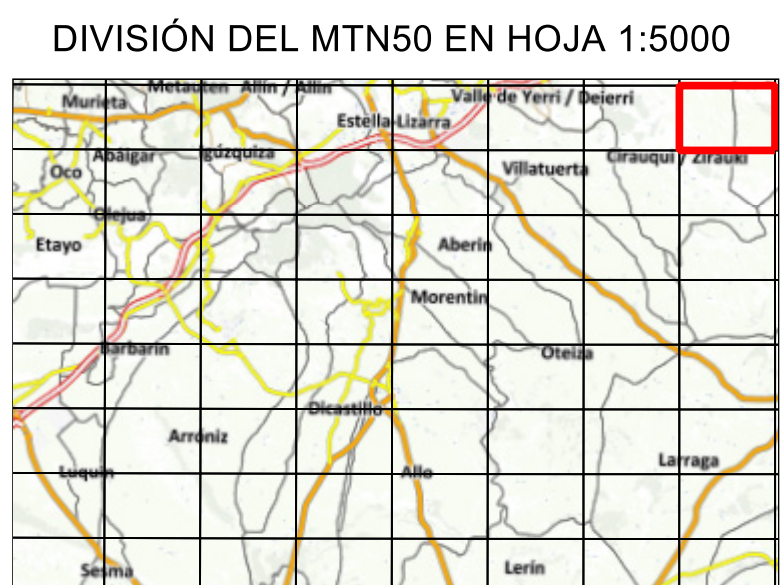 DIVISIÓN DEL MTN50 EN HOJA 1:5000
Metauten
Allín / Allin
Murieta
Valle de Yerri / Deierri
Estella-Lizarra
Abáigar
Igúzquiza
Cirauqui / Zirauki
Oco
Villatuerta
Olejua
Etayo
Aberin
Morentin
Barbarin
Oteiza
Dicastillo
Arróniz
Larraga
Luquin
Allo
Sesma
Lerín